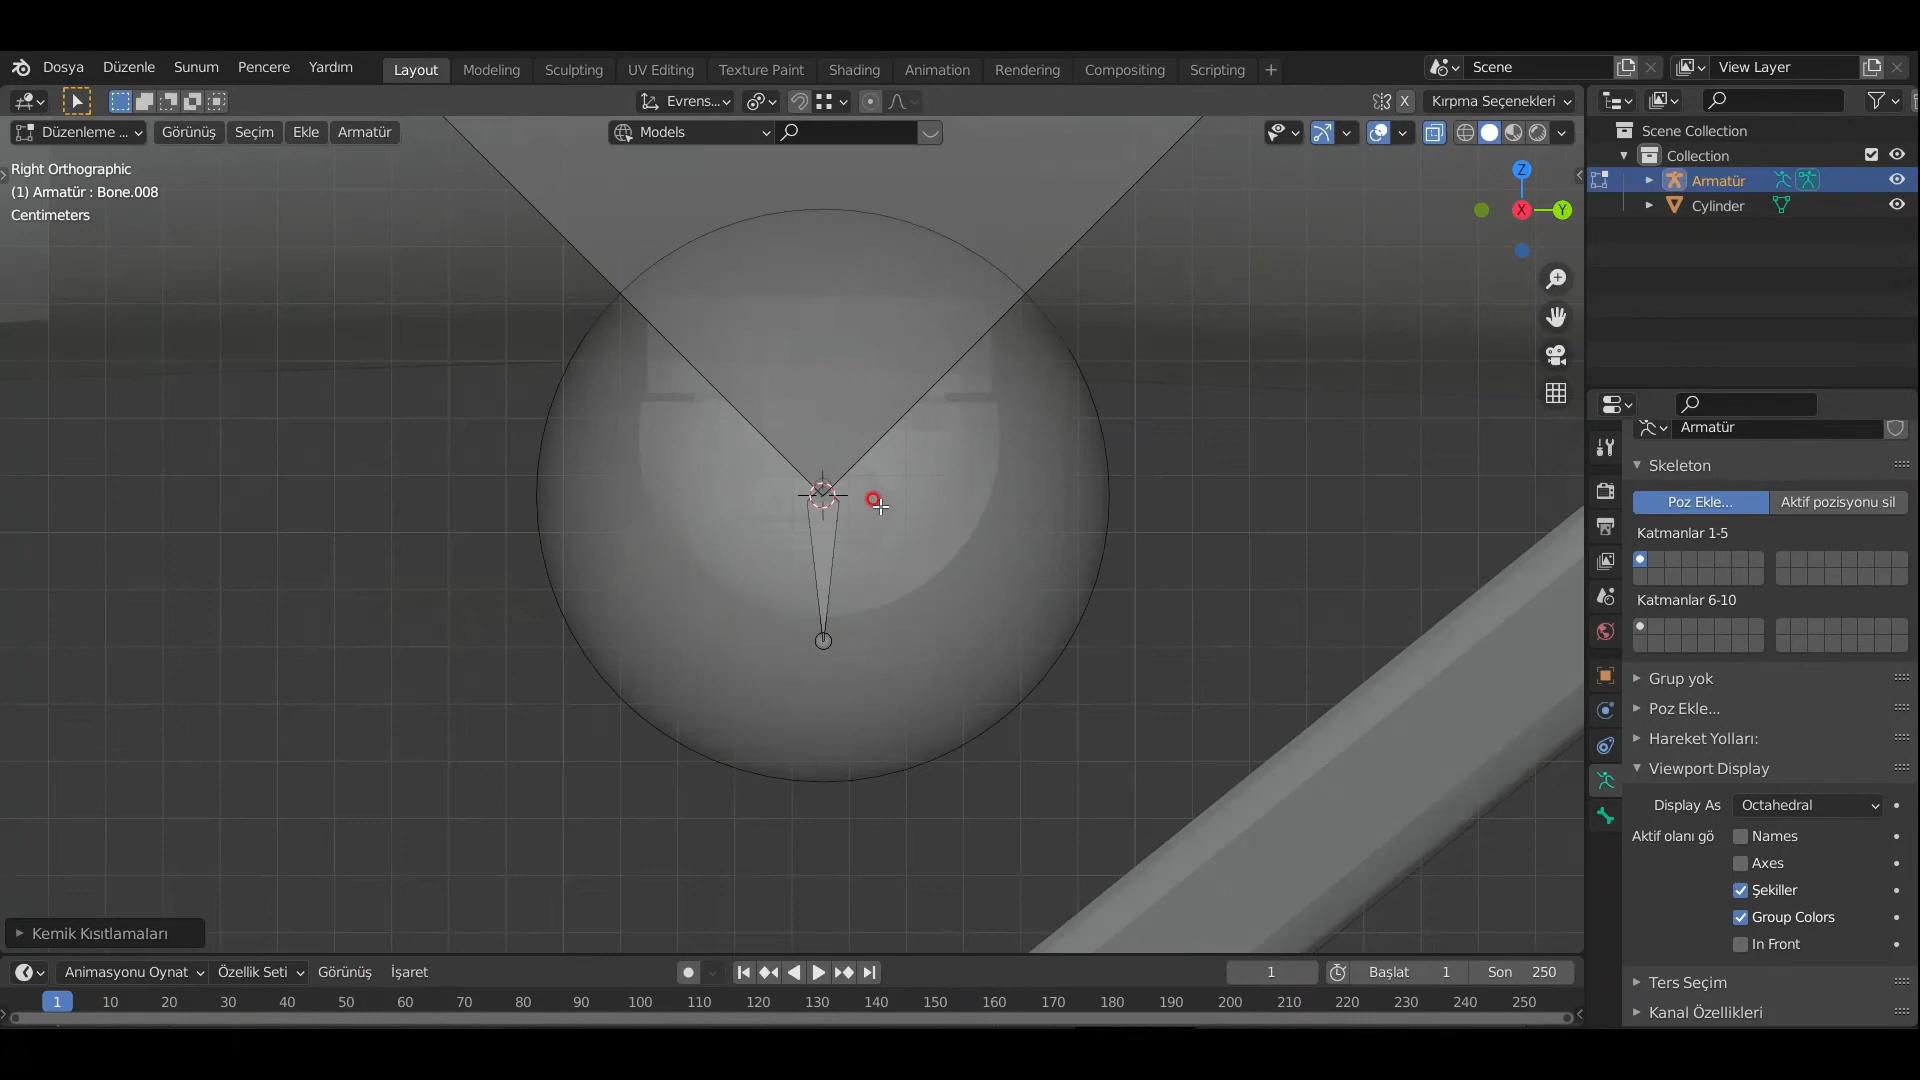 Dosya Düzenle Sunum Pencere Yardım Layout Modeling Sculpting UV Editing Texture Paint Shading Animation Rendering Compositing Scripting + Scene View Layer
Evrens... X Kırpma Seçenekleri
Düzenleme ... Görünüş Seçim Ekle Armatür Models
Right Orthographic
(1) Armatür : Bone.008
Centimeters
Z
X
Y
Scene Collection
Collection
Armatür
Cylinder
Armatür
Skeleton
Poz Ekle... Aktif pozisyonu sil
Katmanlar 1-5
Katmanlar 6-10
Grup yok
Poz Ekle...
Hareket Yolları:
Viewport Display
Display As Octahedral
Aktif olanı gö Names
Axes
Şekiller
Group Colors
In Front
Ters Seçim
Kanal Özellikleri
Kemik Kısıtlamaları
Animasyonu Oynat Özellik Seti Görünüş İşaret 1 Başlat 1 Son 250
1 10 20 30 40 50 60 70 80 90 100 110 120 130 140 150 160 170 180 190 200 210 220 230 240 250